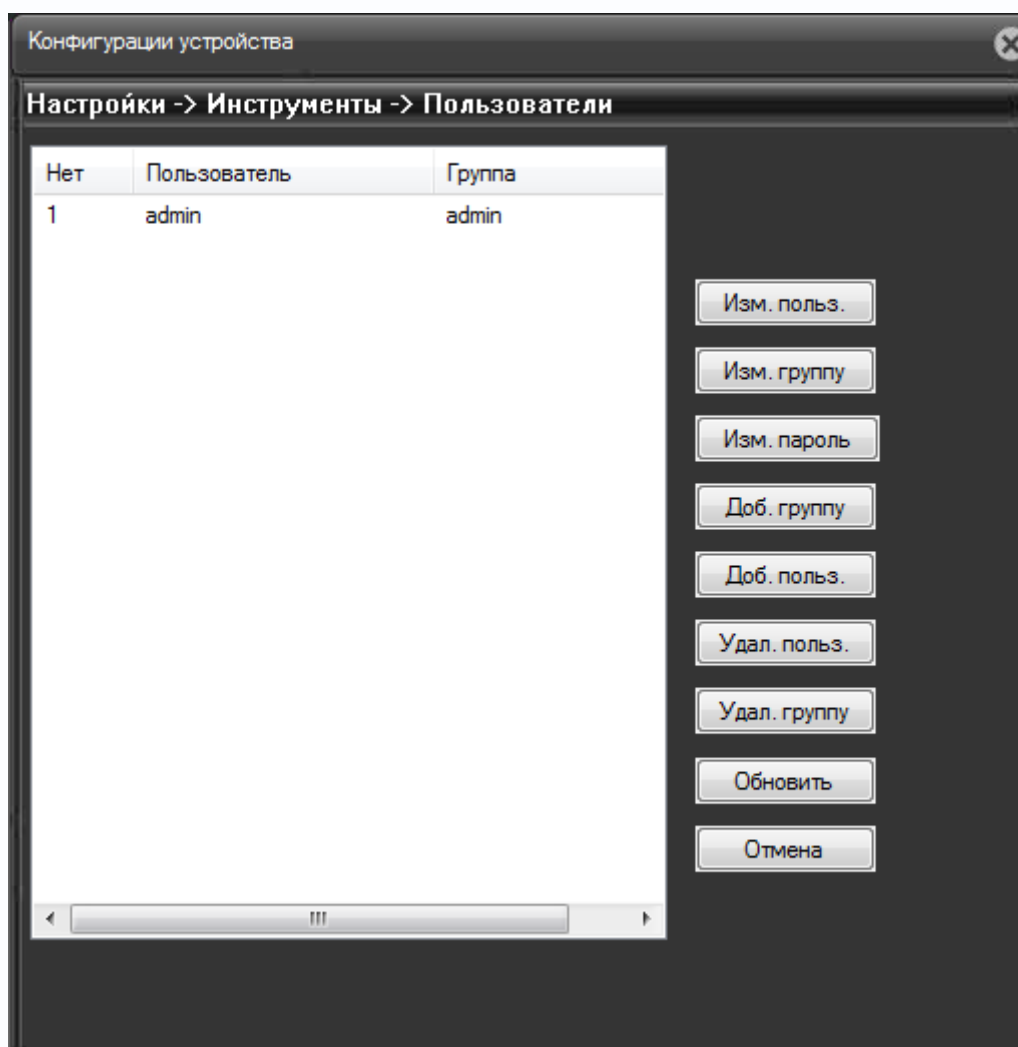 Конфигурации устройства
Настройки -> Инструменты -> Пользователи
Нет Пользователь Группа
1 admin admin
Изм. польз.
Изм. группу
Изм. пароль
Доб. группу
Доб. польз.
Удал. польз.
Удал. группу
Обновить
Отмена